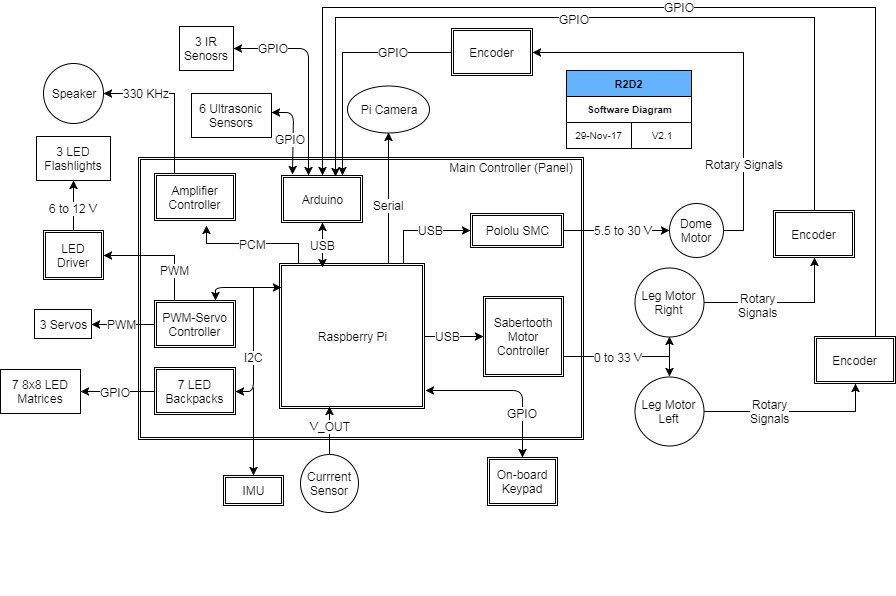 GPIO
GPIO
3 IR
Senosrs
GPIO
GPIO
Encoder
R2D2
Software Diagram
29-Nov-17
V2.1
Speaker
330 KHz
6 Ultrasonic
Sensors
GPIO
Pi Camera
3 LED
Flashlights
Main Controller (Panel)
Rotary Signals
Amplifier
Controller
Arduino
Serial
6 to 12 V
PCM
USB
USB
Pololu SMC
5.5 to 30 V
Dome
Motor
Encoder
LED
Driver
PWM
Leg Motor
Right
Rotary
Signals
3 Servos
PWM
PWM-Servo
Controller
Raspberry Pi
USB
Sabertooth
Motor
Controller
I2C
0 to 33 V
Encoder
7 8x8 LED
Matrices
GPIO
7 LED
Backpacks
GPIO
Leg Motor
Left
Rotary
Signals
V_OUT
IMU
Currrent
Sensor
On-board
Keypad